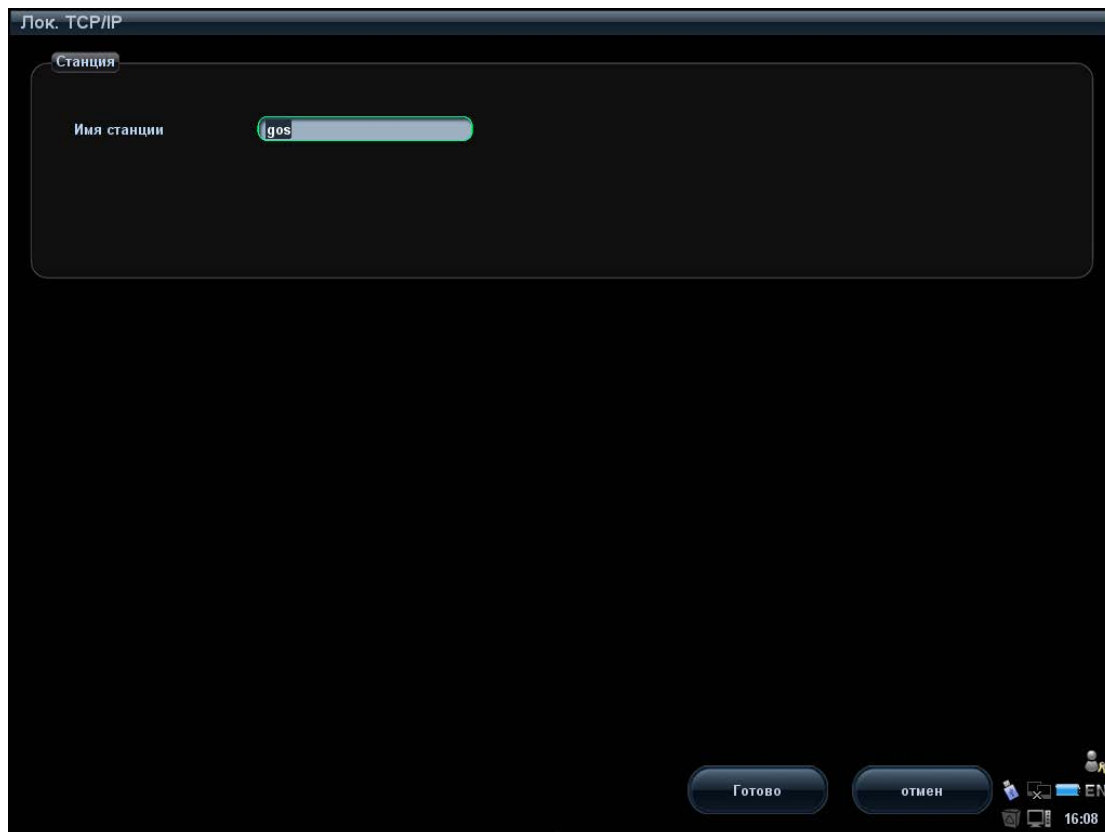 Лок. TCP/IP
Станция
Имя станции gos
Готово отмен
EN
16:08